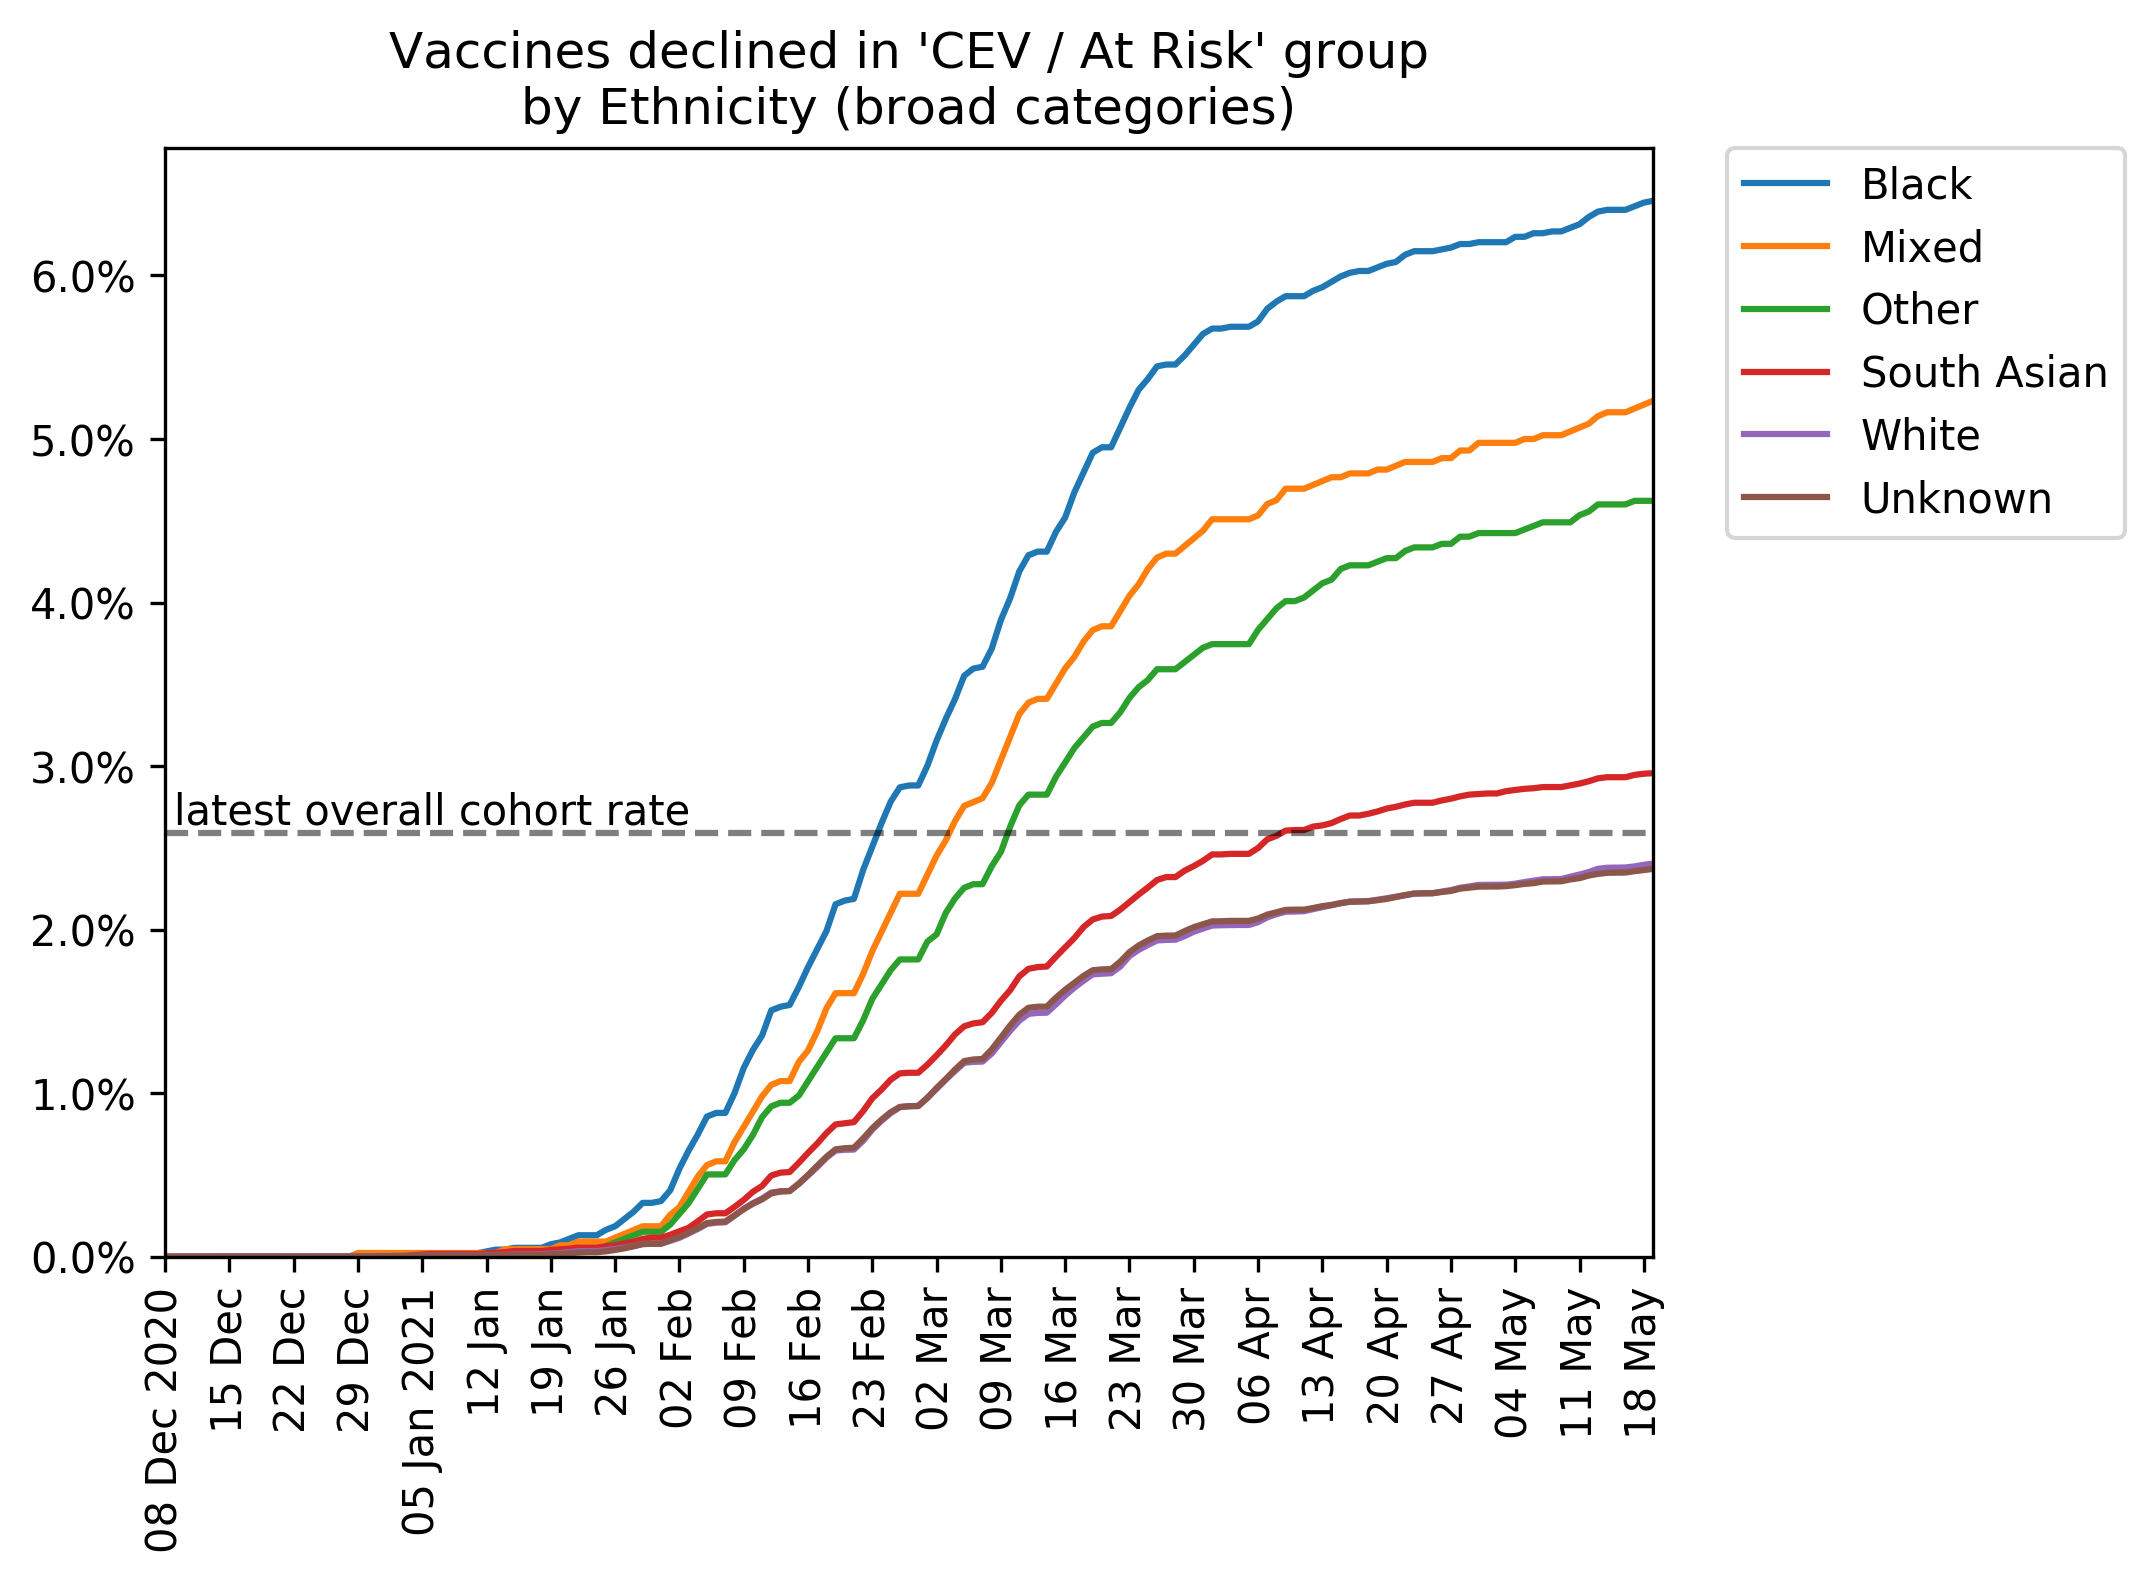 Vaccines declined in 'CEV / At Risk' group
by Ethnicity (broad categories)
6.0%
5.0%
4.0%
3.0%
2.0%
1.0%
0.0%
latest overall cohort rate
08 Dec 2020
15 Dec
22 Dec
29 Dec
05 Jan 2021
12 Jan
19 Jan
26 Jan
02 Feb
09 Feb
16 Feb
23 Feb
02 Mar
09 Mar
16 Mar
23 Mar
30 Mar
06 Apr
13 Apr
20 Apr
27 Apr
04 May
11 May
18 May
Black
Mixed
Other
South Asian
White
Unknown